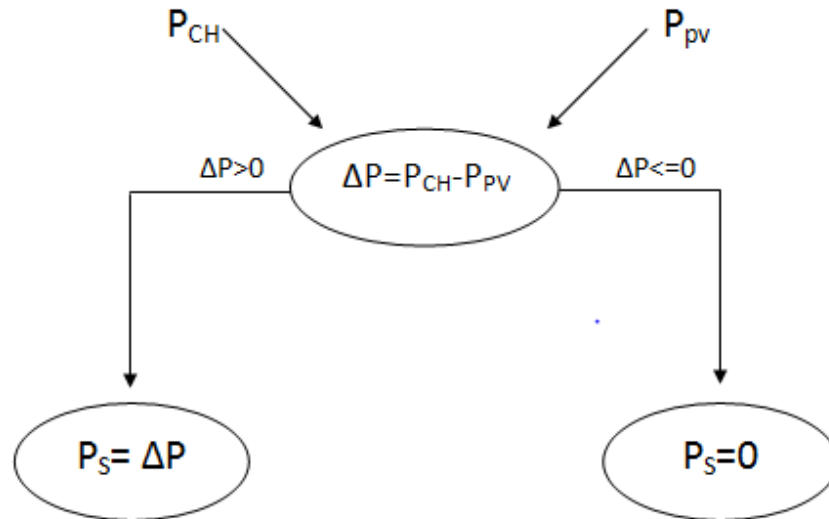 P_CH
P_pv
ΔP>0
ΔP=P_CH-P_PV
ΔP<=0
P_S= ΔP
P_S=0